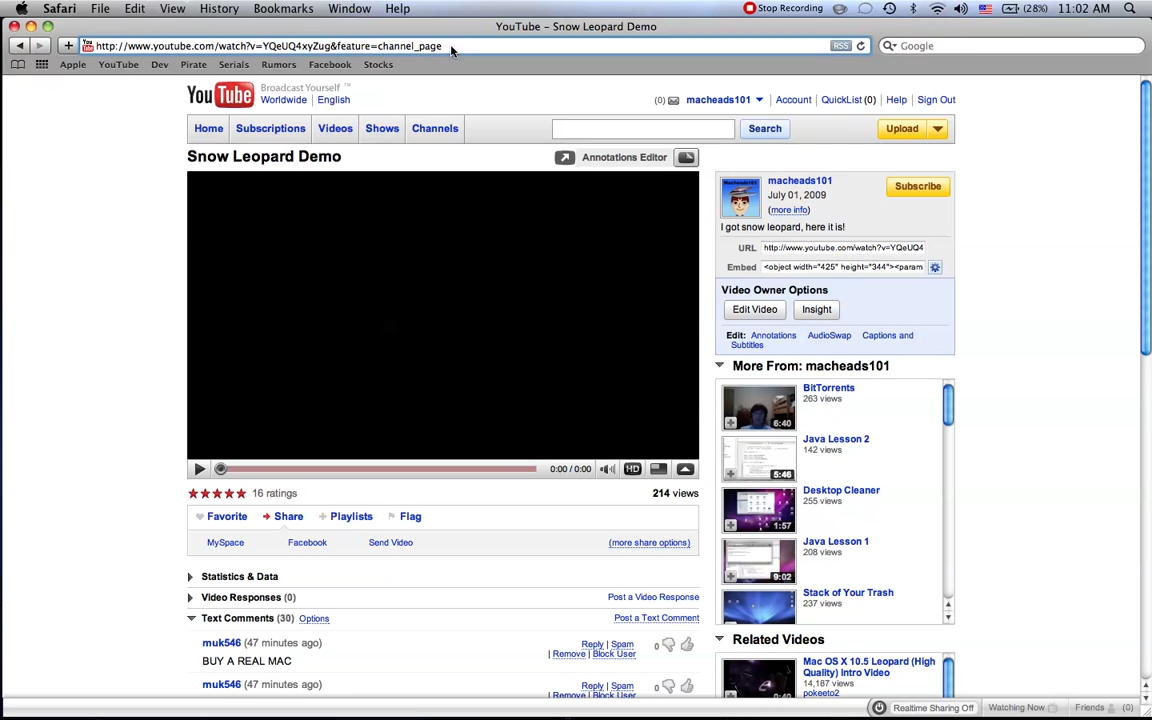 Safari File Edit View History Bookmarks Window Help Stop Recording (28%) 11:02 AM
YouTube – Snow Leopard Demo
http://www.youtube.com/watch?v=YQeUQ4xyZug&feature=channel_page RSS Google
Apple YouTube Dev Pirate Serials Rumors Facebook Stocks
YouTube Broadcast Yourself™
Worldwide English
(0) macheads101 Account QuickList (0) Help Sign Out
Home Subscriptions Videos Shows Channels Search Upload
Snow Leopard Demo
Annotations Editor
Macheads101
macheads101
July 01, 2009
(more info)
Subscribe
I got snow leopard, here it is!
URL http://www.youtube.com/watch?v=YQeUQ4
Embed <object width="425" height="344"><param
Video Owner Options
Edit Video Insight
Edit: Annotations AudioSwap Captions and
Subtitles
More From: macheads101
BitTorrents
263 views
6:40
Java Lesson 2
142 views
5:46
Desktop Cleaner
255 views
1:57
Java Lesson 1
208 views
9:02
Stack of Your Trash
237 views
Related Videos
Mac OS X 10.5 Leopard (High
Quality) Intro Video
14,187 views
pokeeto2
0:00 / 0:00 HD
16 ratings 214 views
Favorite Share Playlists Flag
MySpace Facebook Send Video (more share options)
Statistics & Data
Video Responses (0) Post a Video Response
Text Comments (30) Options Post a Text Comment
muk546 (47 minutes ago) Reply | Spam 0
| Remove | Block User
BUY A REAL MAC
muk546 (47 minutes ago) Reply | Spam 0
| Remove | Block User
Realtime Sharing Off Watching Now Friends (0)